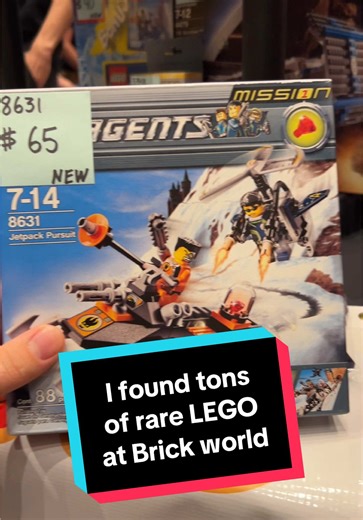 8631
$ 65
NEW
MISSION 1
AGENTS
7-14
8631
Jetpack Pursuit
88
I found tons
of rare LEGO
at Brick world